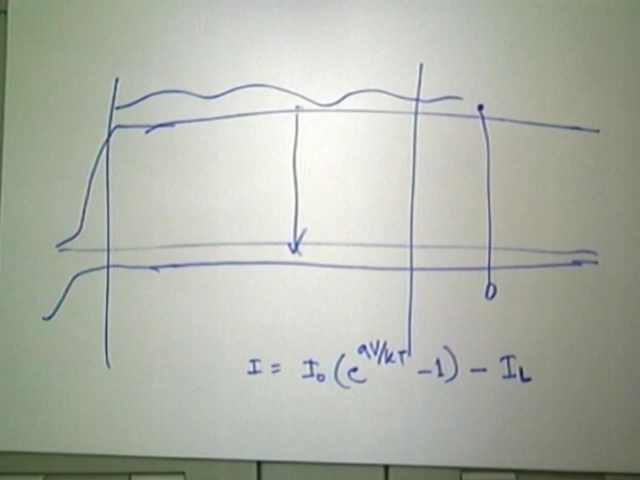 I = I₀ (e^{qV/kT} - 1) - I_L